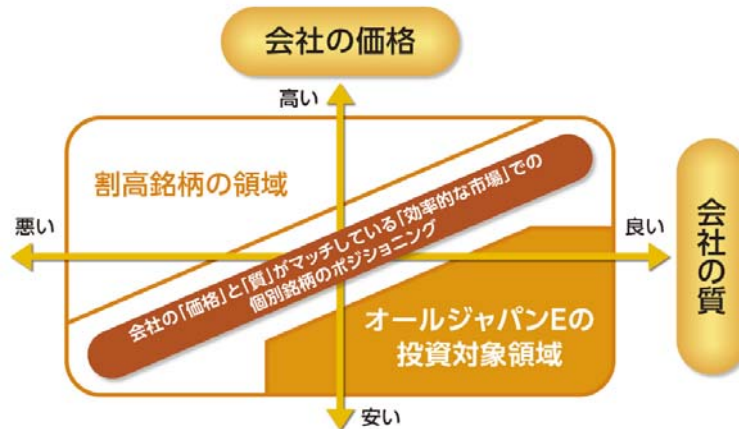 会社の価格
高い
割高銘柄の領域
会社の「価格」と「質」がマッチしている「効率的な市場」での
個別銘柄のポジショニング
悪い
良い
会社の質
オールジャパンEの
投資対象領域
安い